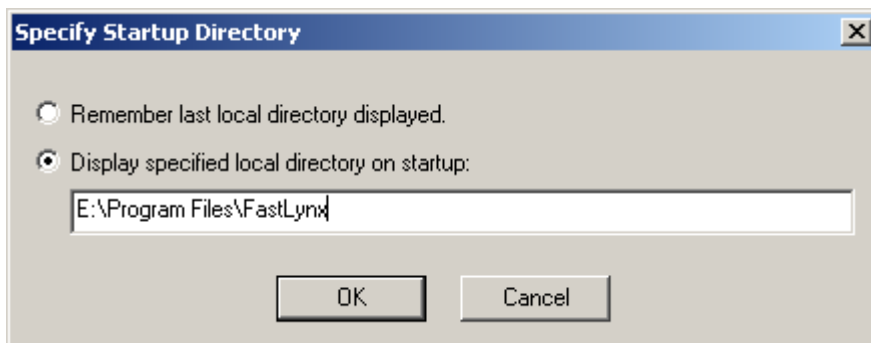 Specify Startup Directory
Remember last local directory displayed.
Display specified local directory on startup:
E:\Program Files\FastLynx
OK Cancel